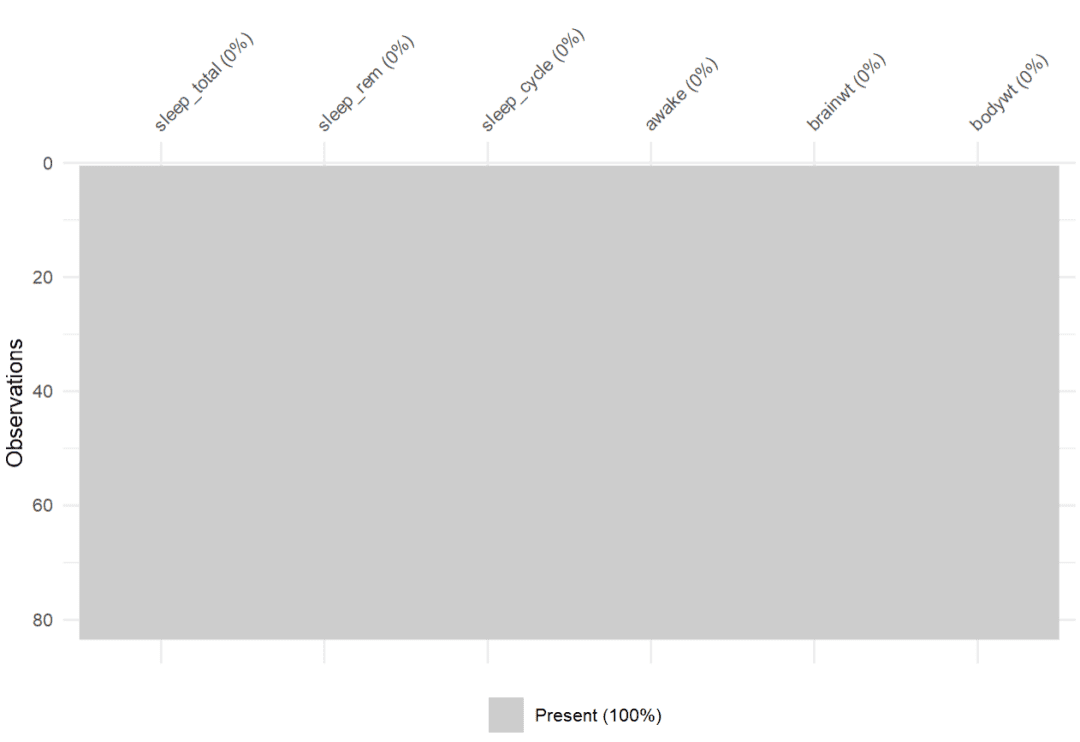 sleep_total (0%)
sleep_rem (0%)
sleep_cycle (0%)
awake (0%)
brainwt (0%)
bodywt (0%)
0
20
40
60
80
Observations
Present (100%)